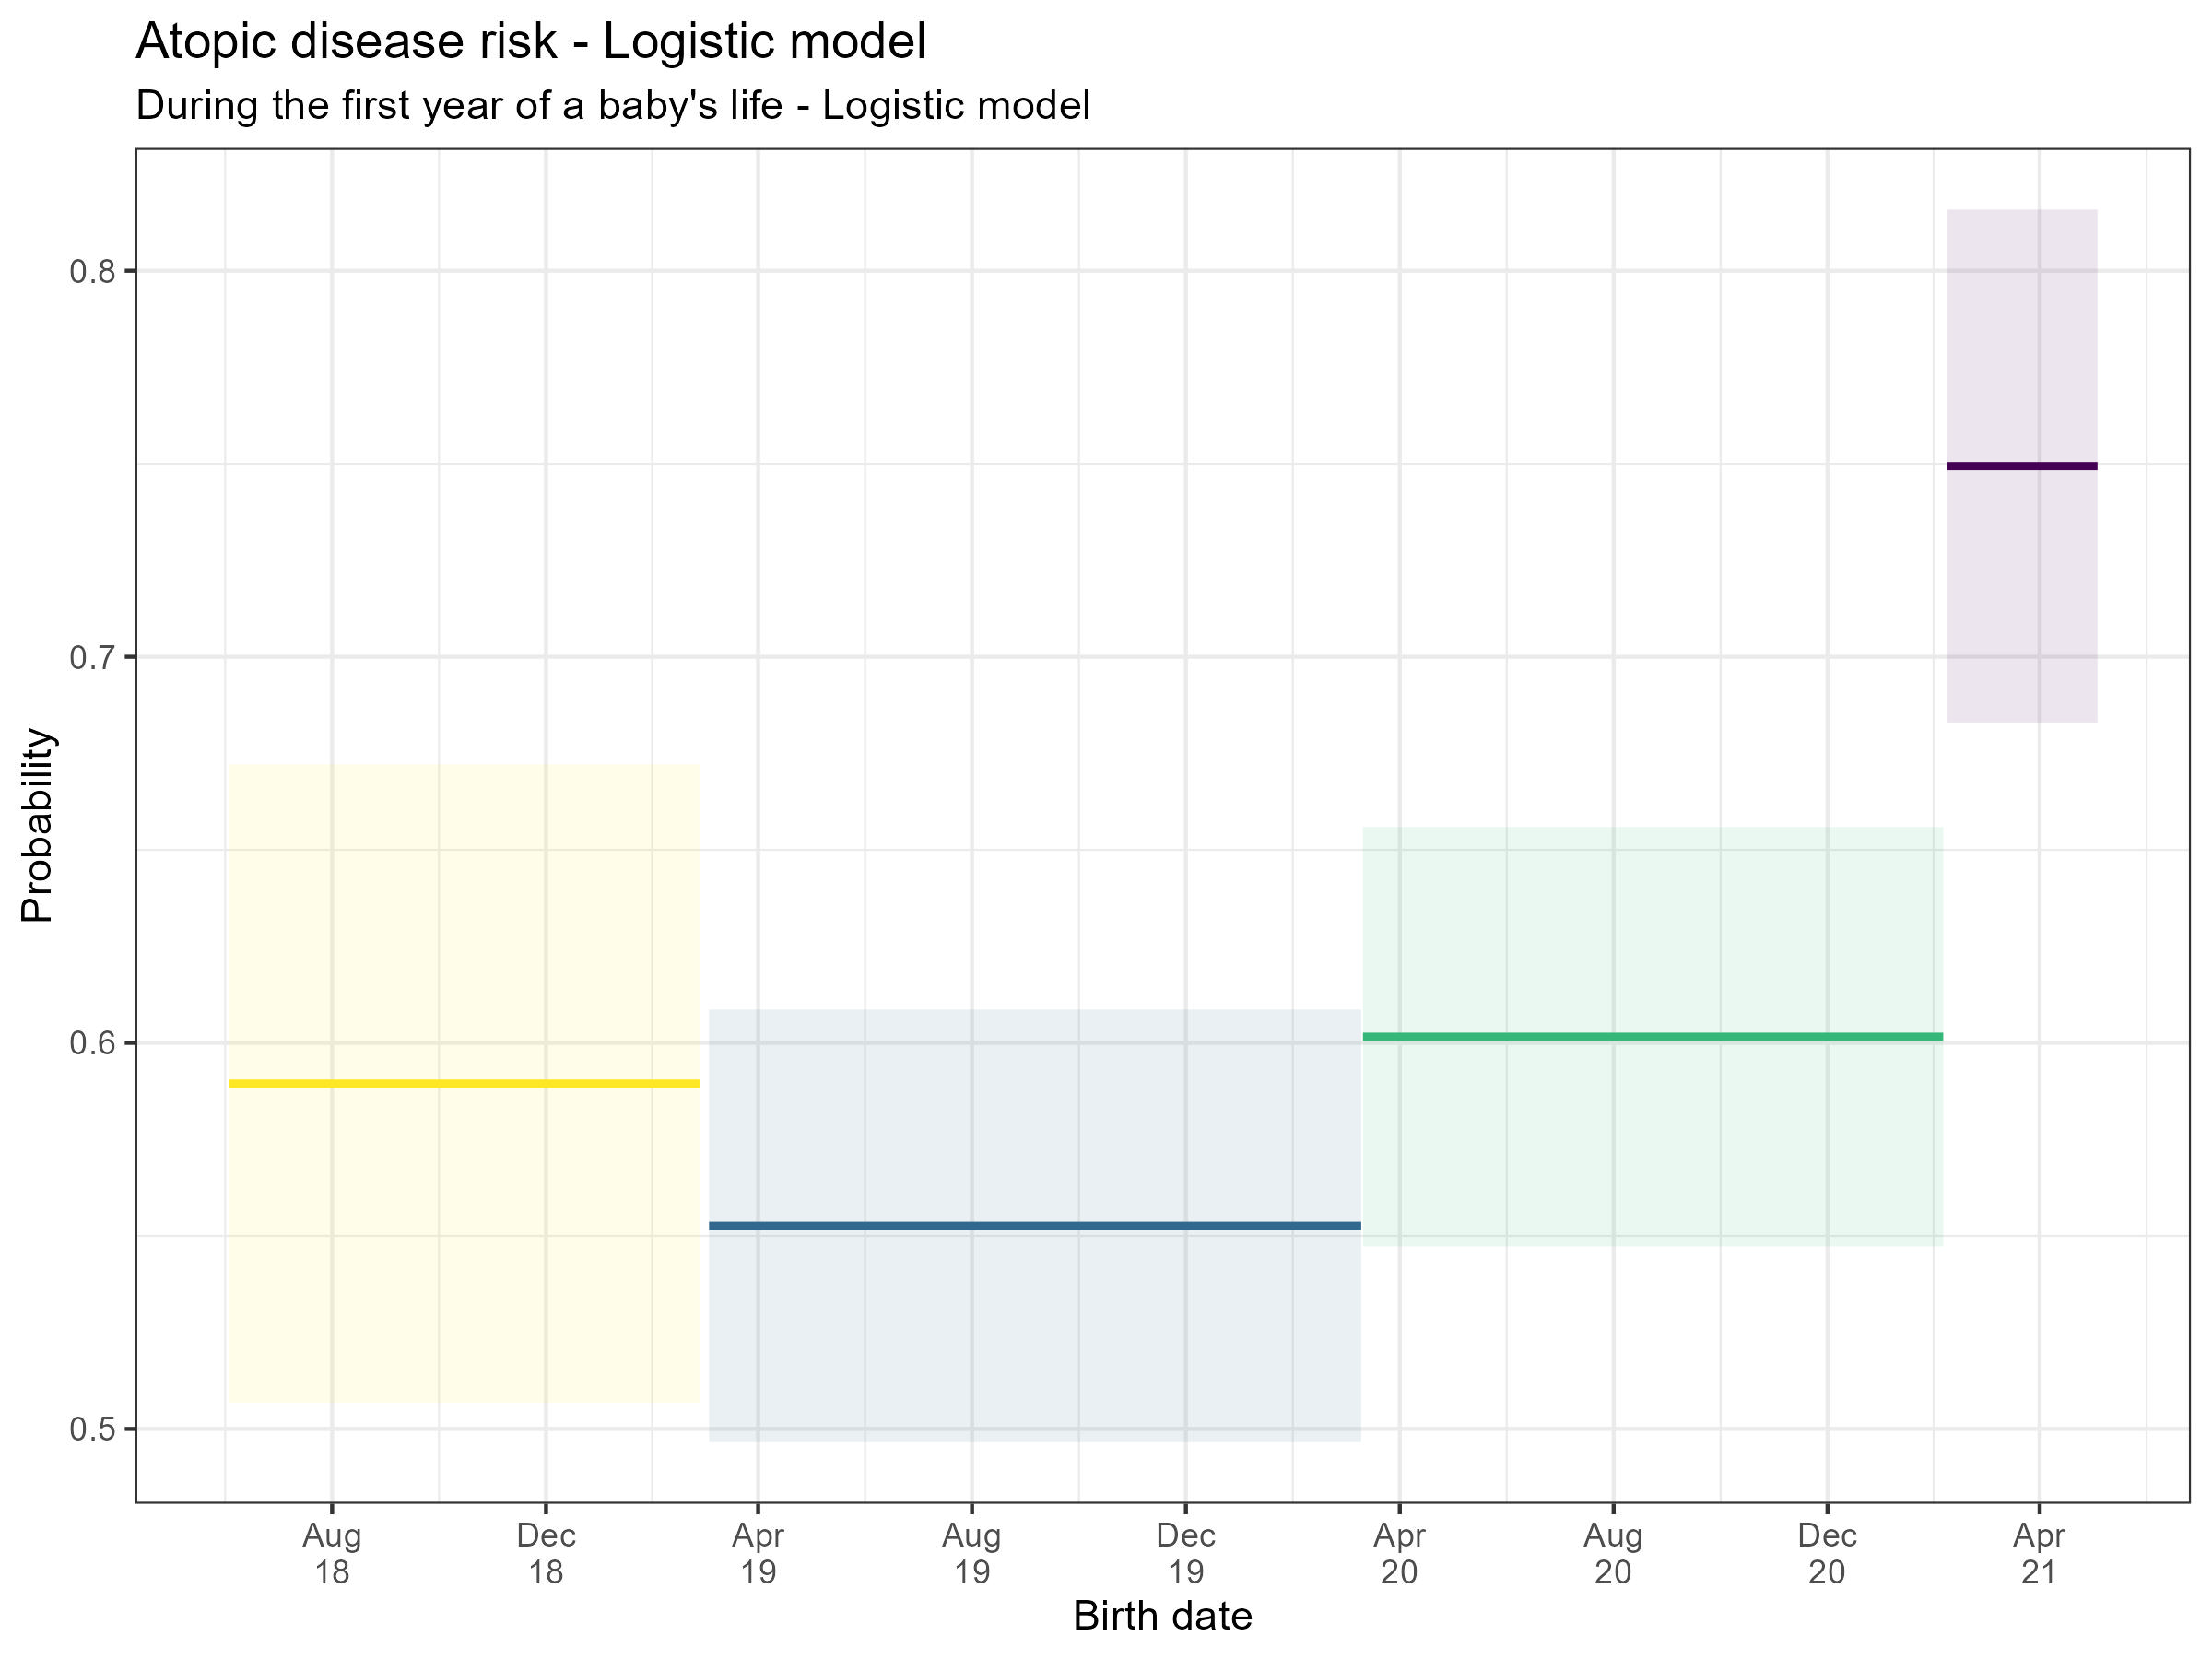 Atopic disease risk - Logistic model
During the first year of a baby's life - Logistic model
Probability
0.8
0.7
0.6
0.5
Aug Dec Apr Aug Dec Apr Aug Dec Apr
18 18 19 19 19 20 20 20 21
Birth date